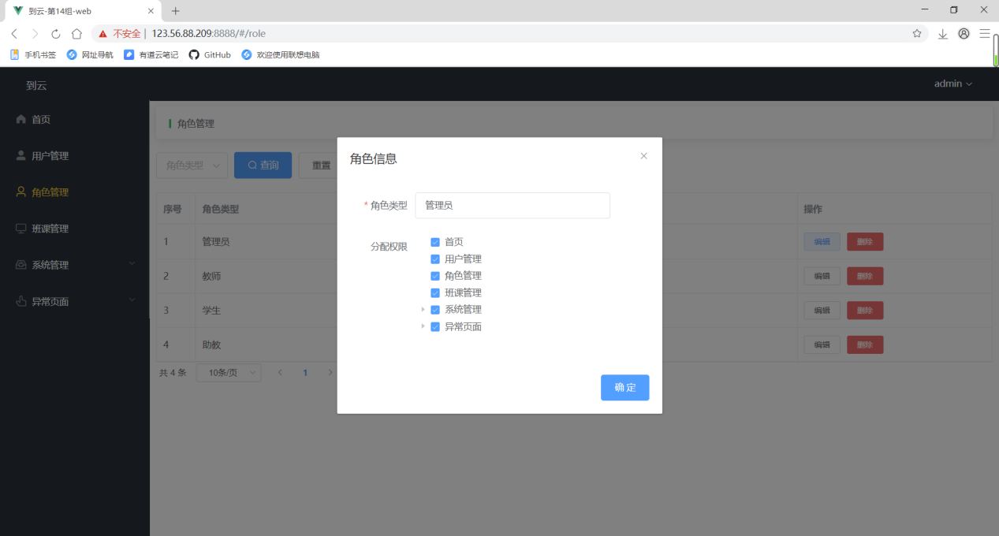 到云-第14组-web
不安全 | 123.56.88.209:8888/#/role
手机书签 网址导航 有道云笔记 GitHub 欢迎使用联想电脑
到云 admin
首页
用户管理
角色管理
班课管理
系统管理
异常页面
角色管理
角色类型 查询 重置
序号 角色类型 操作
1 管理员 编辑 删除
2 教师 编辑 删除
3 学生 编辑 删除
4 助教 编辑 删除
共 4 条 10条/页 1
角色信息
* 角色类型 管理员
分配权限 首页
用户管理
角色管理
班课管理
系统管理
异常页面
确 定